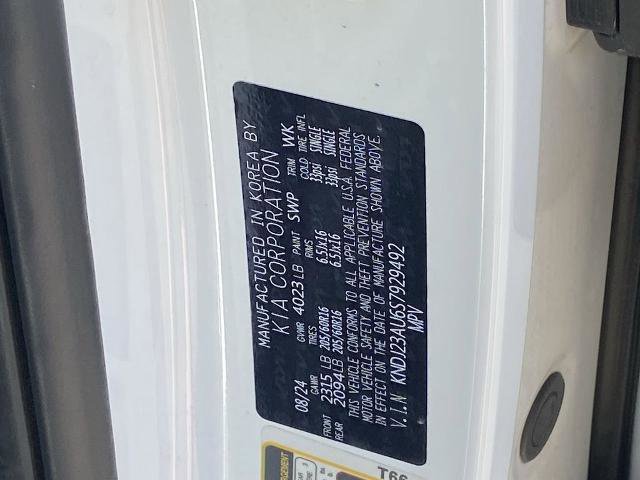 MANUFACTURED IN KOREA BY
KIA CORPORATION
08/24 GVWR 4023 LB PAINT SWP TRIM WK
GAWR TIRES RIMS COLD TIRE INFL
FRONT 2315 LB 205/60R16 6.5Jx16 33psi SINGLE
REAR 2094 LB 205/60R16 6.5Jx16 33psi SINGLE
THIS VEHICLE CONFORMS TO ALL APPLICABLE U.S.A. FEDERAL
MOTOR VEHICLE SAFETY AND THEFT PREVENTION STANDARDS
IN EFFECT ON THE DATE OF MANUFACTURE SHOWN ABOVE.
V.I.N KNDJ23AU6S7929492
MPV
T66